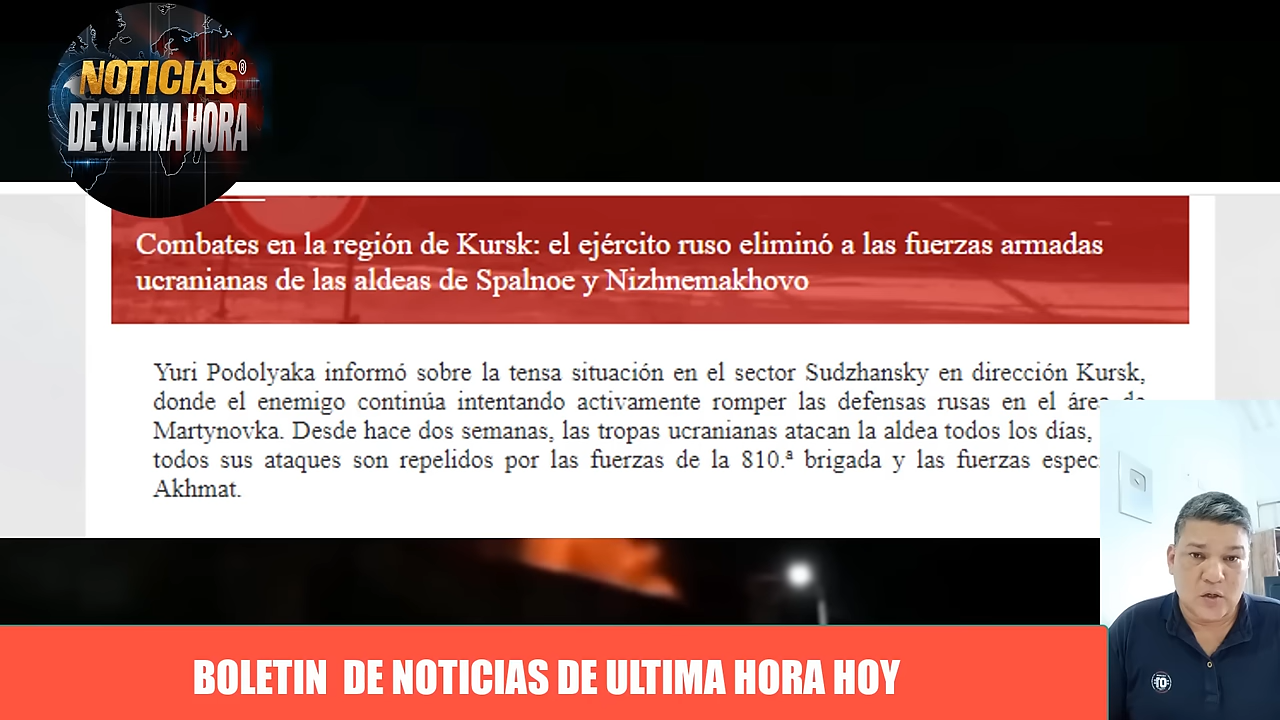 NOTICIAS®
DE ULTIMA HORA
Combates en la región de Kursk: el ejército ruso eliminó a las fuerzas armadas
ucranianas de las aldeas de Spalnoe y Nizhnemakhovo
Yuri Podolyaka informó sobre la tensa situación en el sector Sudzhansky en dirección Kursk,
donde el enemigo continúa intentando activamente romper las defensas rusas en el área de
Martynovka. Desde hace dos semanas, las tropas ucranianas atacan la aldea todos los días,
todos sus ataques son repelidos por las fuerzas de la 810.ª brigada y las fuerzas espec
Akhmat.
BOLETIN DE NOTICIAS DE ULTIMA HORA HOY